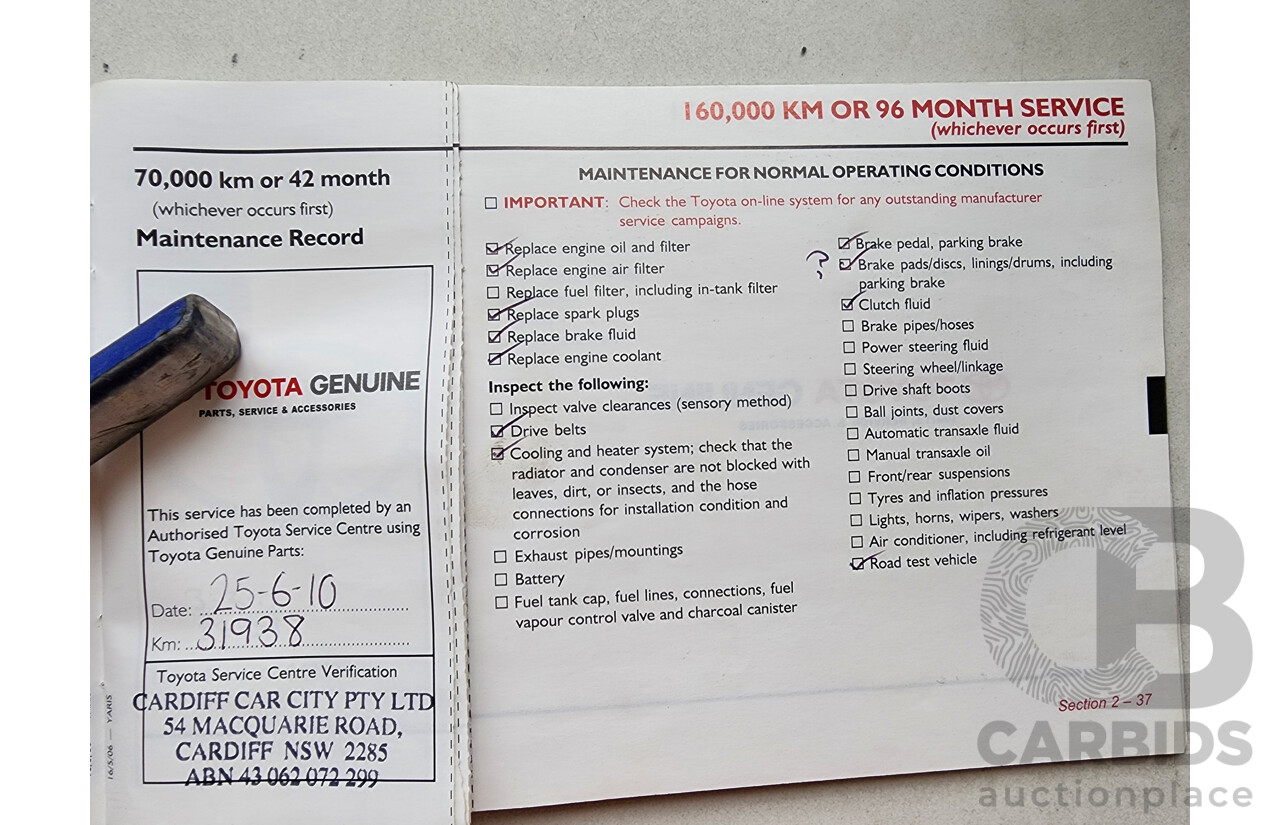 70,000 km or 42 month
(whichever occurs first)
Maintenance Record
TOYOTA GENUINE
PARTS, SERVICE & ACCESSORIES
This service has been completed by an
Authorised Toyota Service Centre using
Toyota Genuine Parts:
Date: 25-6-10
Km: 31938
Toyota Service Centre Verification
CARDIFF CAR CITY PTY LTD
54 MACQUARIE ROAD,
CARDIFF NSW 2285
ABN 43 062 072 299
16/5/06 — YARIS
160,000 KM OR 96 MONTH SERVICE
(whichever occurs first)
MAINTENANCE FOR NORMAL OPERATING CONDITIONS
IMPORTANT: Check the Toyota on-line system for any outstanding manufacturer
service campaigns.
Replace engine oil and filter
Replace engine air filter
Replace fuel filter, including in-tank filter
Replace spark plugs
Replace brake fluid
Replace engine coolant
Inspect the following:
Inspect valve clearances (sensory method)
Drive belts
Cooling and heater system; check that the
radiator and condenser are not blocked with
leaves, dirt, or insects, and the hose
connections for installation condition and
corrosion
Exhaust pipes/mountings
Battery
Fuel tank cap, fuel lines, connections, fuel
vapour control valve and charcoal canister
Brake pedal, parking brake
? Brake pads/discs, linings/drums, including
parking brake
Clutch fluid
Brake pipes/hoses
Power steering fluid
Steering wheel/linkage
Drive shaft boots
Ball joints, dust covers
Automatic transaxle fluid
Manual transaxle oil
Front/rear suspensions
Tyres and inflation pressures
Lights, horns, wipers, washers
Air conditioner, including refrigerant level
Road test vehicle
Section 2 – 37
CB
CARBIDS
auctionplace